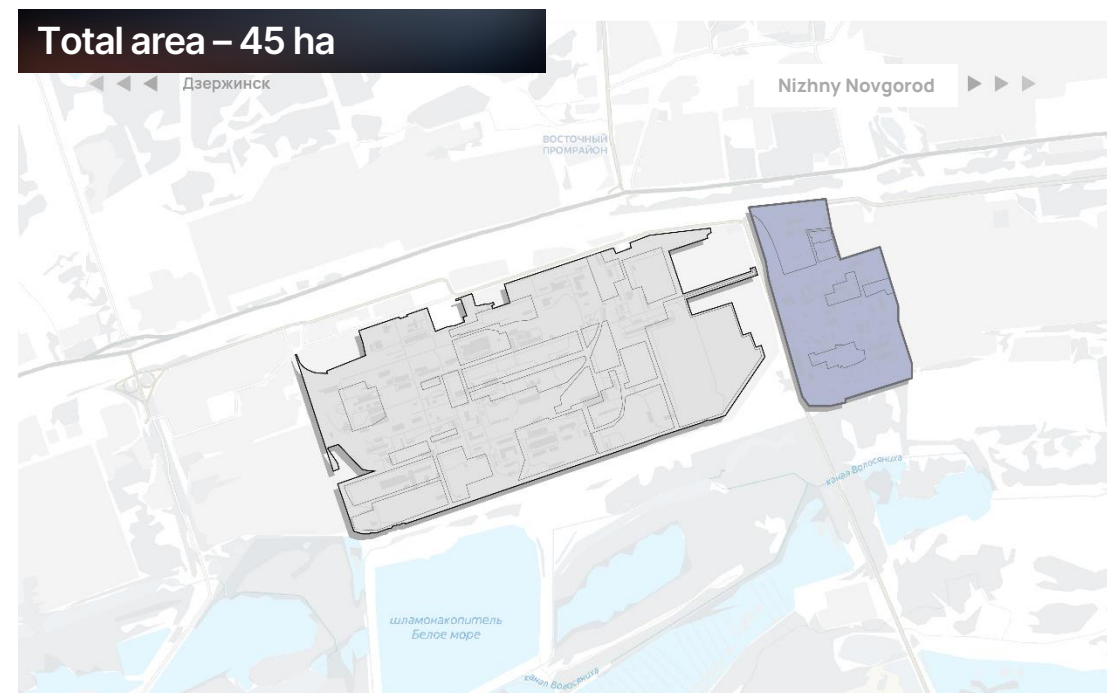 Total area – 45 ha
Дзержинск
Nizhny Novgorod
ВОСТОЧНЫЙ
ПРОМРАЙОН
канал Волосяниха
шламонакопитель
Белое море
канал Волосяниха